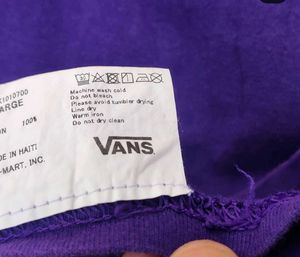 1010700
ARGE
100%
DE IN HAITI
-MART, INC.
Machine wash cold
Do not bleach
Please avoid tumbler drying
Line dry
Warm iron
Do not dry clean
VANS